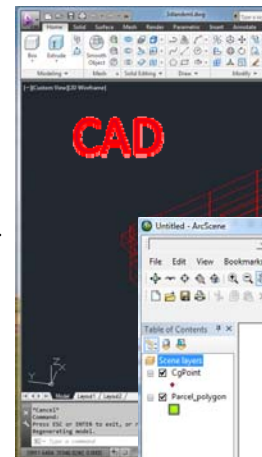 3dlandxml.dwg
Home Solid Surface Mesh Render Parametric Insert Annotate
Box Extrude Smooth Object
Modeling Mesh Solid Editing Draw Modify
[-][Custom View][3D Wireframe]
CAD
Untitled - ArcScene
File Edit View Bookmarks
Table of Contents
Scene layers
CgPoint
Parcel_polygon
Z
X
Y
Model Layout1 Layout2
*Cancel*
Press ESC or ENTER to exit, or r
Regenerating model.
Type a command